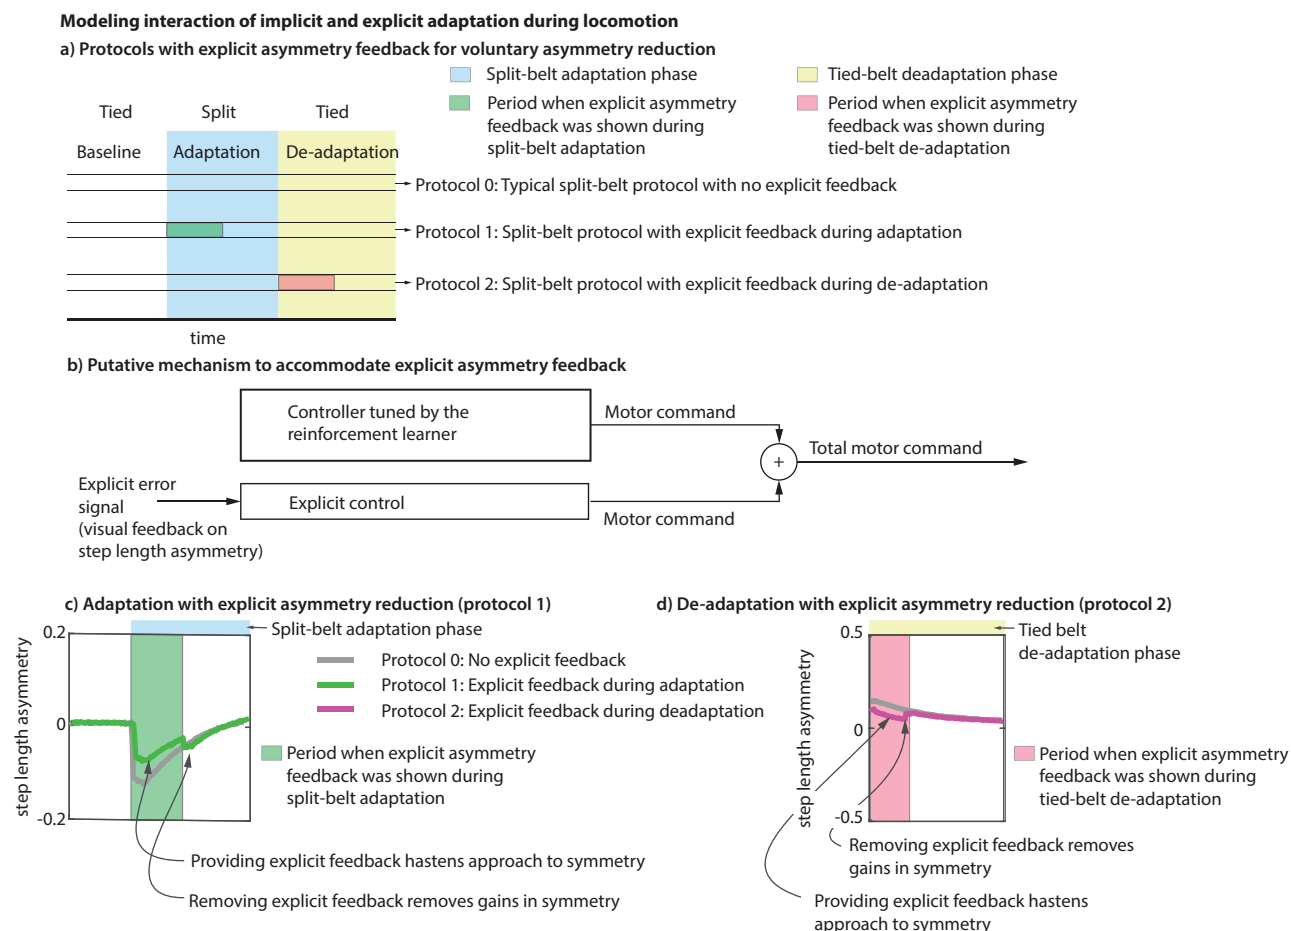 Modeling interaction of implicit and explicit adaptation during locomotion
a) Protocols with explicit asymmetry feedback for voluntary asymmetry reduction
Split-belt adaptation phase
Tied-belt deadaptation phase
Period when explicit asymmetry
feedback was shown during
split-belt adaptation
Period when explicit asymmetry
feedback was shown during
tied-belt de-adaptation
Tied
Split
Tied
Baseline
Adaptation
De-adaptation
Protocol 0: Typical split-belt protocol with no explicit feedback
Protocol 1: Split-belt protocol with explicit feedback during adaptation
Protocol 2: Split-belt protocol with explicit feedback during de-adaptation
time
b) Putative mechanism to accommodate explicit asymmetry feedback
Controller tuned by the
reinforcement learner
Motor command
+
Total motor command
Explicit error
signal
(visual feedback on
step length asymmetry)
Explicit control
Motor command
c) Adaptation with explicit asymmetry reduction (protocol 1)
Split-belt adaptation phase
step length asymmetry
0.2
0
-0.2
Protocol 0: No explicit feedback
Protocol 1: Explicit feedback during adaptation
Protocol 2: Explicit feedback during deadaptation
Period when explicit asymmetry
feedback was shown during
split-belt adaptation
Providing explicit feedback hastens approach to symmetry
Removing explicit feedback removes gains in symmetry
d) De-adaptation with explicit asymmetry reduction (protocol 2)
Tied belt
de-adaptation phase
step length asymmetry
0.5
0
-0.5
Period when explicit asymmetry
feedback was shown during
tied-belt de-adaptation
Removing explicit feedback removes
gains in symmetry
Providing explicit feedback hastens
approach to symmetry